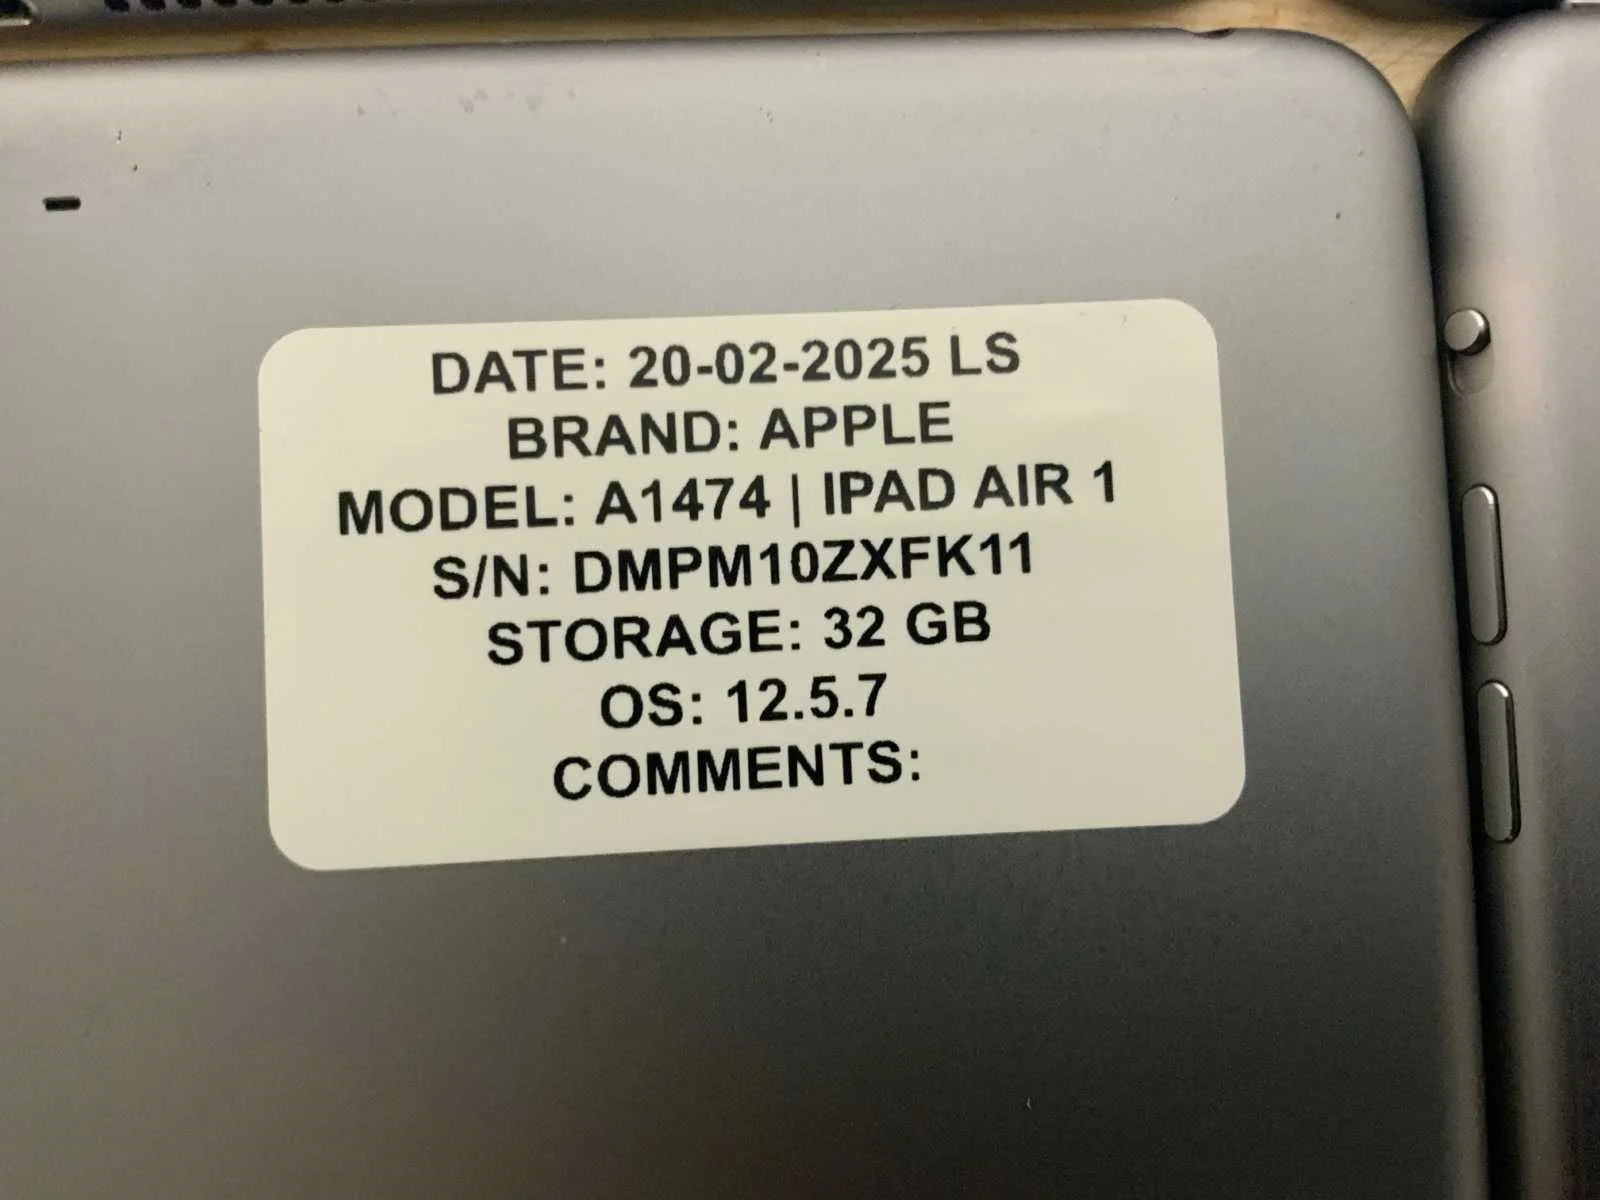 DATE: 20-02-2025 LS
BRAND: APPLE
MODEL: A1474 | IPAD AIR 1
S/N: DMPM10ZXFK11
STORAGE: 32 GB
OS: 12.5.7
COMMENTS: